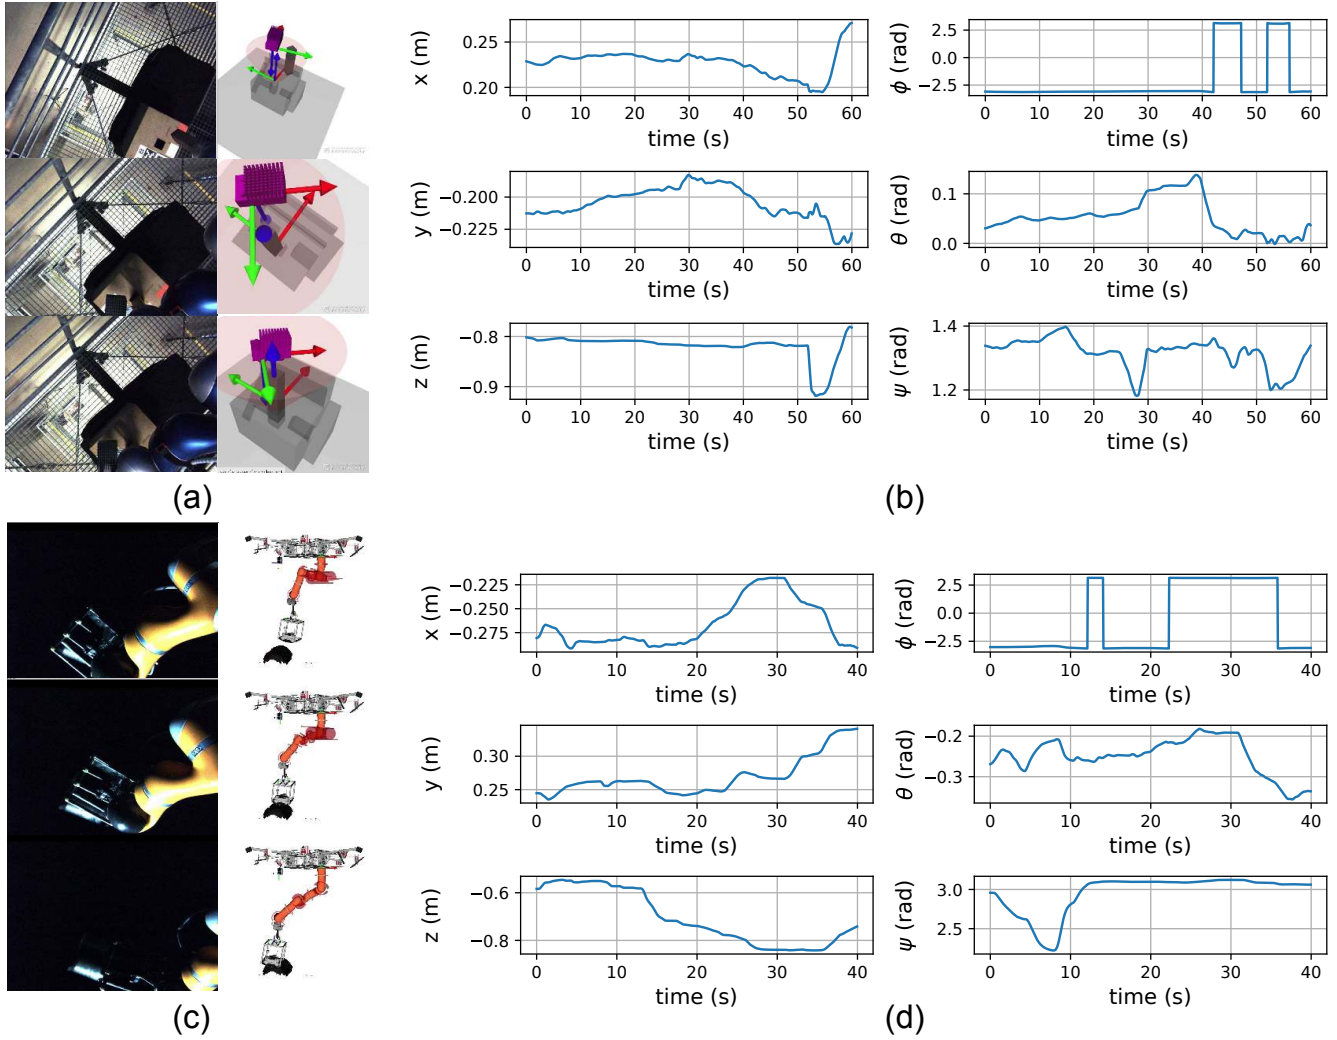 x (m)
0.25
0.20
0 10 20 30 40 50 60
time (s)
ϕ (rad)
2.5
0.0
−2.5
0 10 20 30 40 50 60
time (s)
y (m)
−0.200
−0.225
0 10 20 30 40 50 60
time (s)
θ (rad)
0.1
0.0
0 10 20 30 40 50 60
time (s)
z (m)
−0.8
−0.9
0 10 20 30 40 50 60
time (s)
ψ (rad)
1.4
1.2
0 10 20 30 40 50 60
time (s)
(a)
(b)
x (m)
−0.225
−0.250
−0.275
0 10 20 30 40
time (s)
ϕ (rad)
2.5
0.0
−2.5
0 10 20 30 40
time (s)
y (m)
0.30
0.25
0 10 20 30 40
time (s)
θ (rad)
−0.2
−0.3
0 10 20 30 40
time (s)
z (m)
−0.6
−0.8
0 10 20 30 40
time (s)
ψ (rad)
3.0
2.5
0 10 20 30 40
time (s)
(c)
(d)